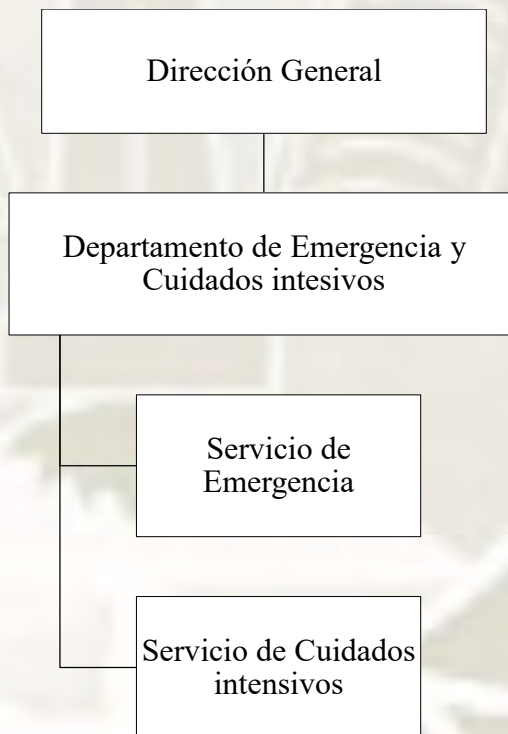 Dirección General
Departamento de Emergencia y
Cuidados intesivos
Servicio de
Emergencia
Servicio de Cuidados
intensivos